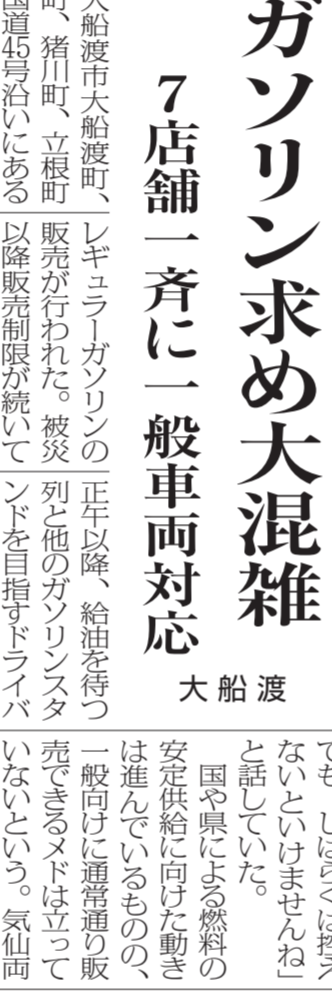 ガソリン求め大混雑
7店舗一斉に一般車両対応
大船渡
大船渡市大船渡町、
町、猪川町、立根町
国道45号沿いにある
レギュラーガソリンの
販売が行われた。被災
以降販売制限が続いて
正午以降、給油を待つ
列と他のガソリンスタ
ンドを目指すドライバ
でも、しばらくは控え
ないといけませんね」
と話していた。
国や県による燃料の
安定供給に向けた動き
は進んでいるものの、
一般向けに通常通り販
売できるメドは立って
いないという。気仙両